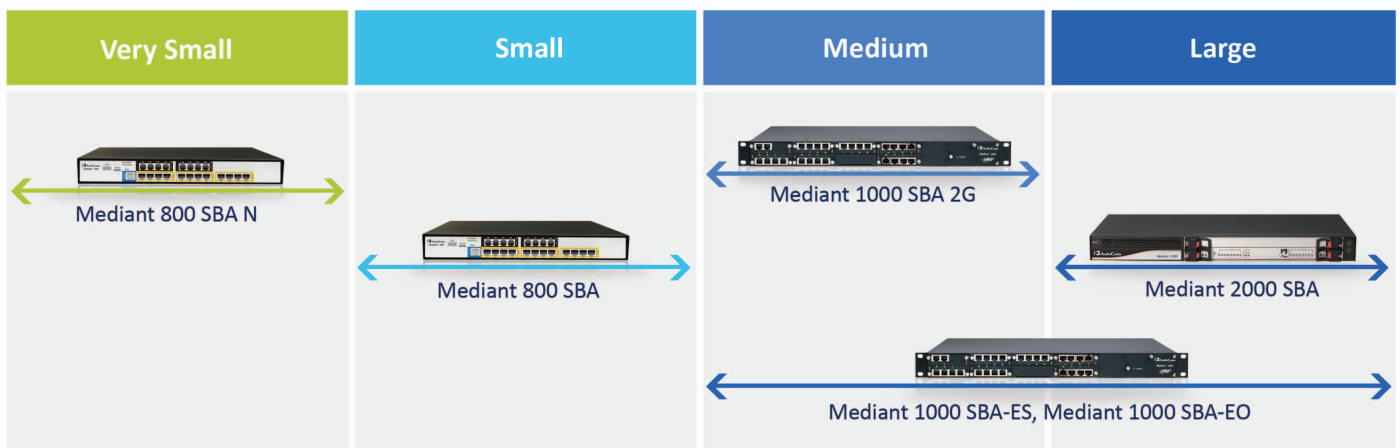 Very Small
Small
Medium
Large
Mediant 800 SBA N
Mediant 800 SBA
Mediant 1000 SBA 2G
AudioCodes
Mediant 2000 SBA
Mediant 1000 SBA-ES, Mediant 1000 SBA-EO